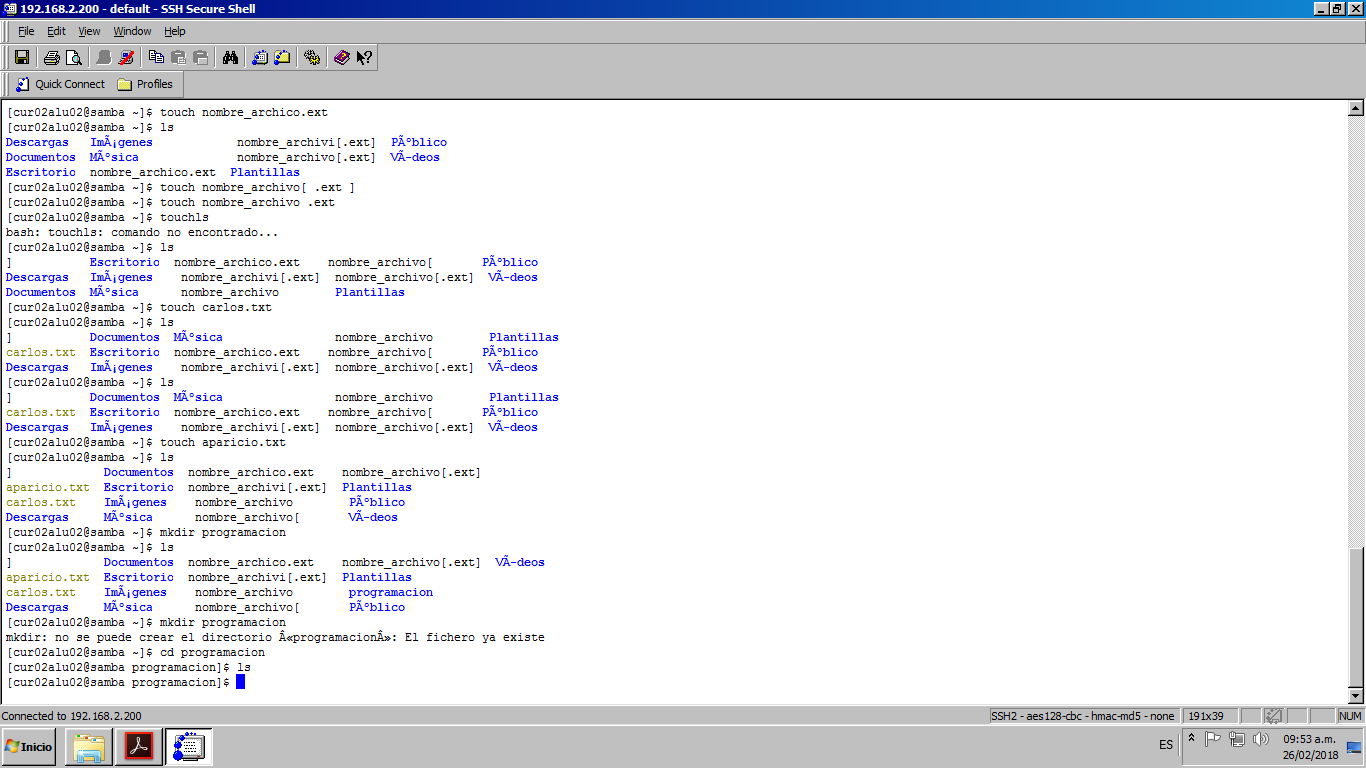 192.168.2.200 - default - SSH Secure Shell
File Edit View Window Help
Quick Connect Profiles
[cur02alu02@samba ~]$ touch nombre_archico.ext
[cur02alu02@samba ~]$ ls
Descargas ImÃ¡genes nombre_archivi[.ext] PÃºblico
Documentos MÃºsica nombre_archivo[.ext] VÃ-deos
Escritorio nombre_archico.ext Plantillas
[cur02alu02@samba ~]$ touch nombre_archivo[ .ext ]
[cur02alu02@samba ~]$ touch nombre_archivo .ext
[cur02alu02@samba ~]$ touchls
bash: touchls: comando no encontrado...
[cur02alu02@samba ~]$ ls
] Escritorio nombre_archico.ext nombre_archivo[ PÃºblico
Descargas ImÃ¡genes nombre_archivi[.ext] nombre_archivo[.ext] VÃ-deos
Documentos MÃºsica nombre_archivo Plantillas
[cur02alu02@samba ~]$ touch carlos.txt
[cur02alu02@samba ~]$ ls
] Documentos MÃºsica nombre_archivo Plantillas
carlos.txt Escritorio nombre_archico.ext nombre_archivo[ PÃºblico
Descargas ImÃ¡genes nombre_archivi[.ext] nombre_archivo[.ext] VÃ-deos
[cur02alu02@samba ~]$ ls
] Documentos MÃºsica nombre_archivo Plantillas
carlos.txt Escritorio nombre_archico.ext nombre_archivo[ PÃºblico
Descargas ImÃ¡genes nombre_archivi[.ext] nombre_archivo[.ext] VÃ-deos
[cur02alu02@samba ~]$ touch aparicio.txt
[cur02alu02@samba ~]$ ls
] Documentos nombre_archico.ext nombre_archivo[.ext]
aparicio.txt Escritorio nombre_archivi[.ext] Plantillas
carlos.txt ImÃ¡genes nombre_archivo PÃºblico
Descargas MÃºsica nombre_archivo[ VÃ-deos
[cur02alu02@samba ~]$ mkdir programacion
[cur02alu02@samba ~]$ ls
] Documentos nombre_archico.ext nombre_archivo[.ext] VÃ-deos
aparicio.txt Escritorio nombre_archivi[.ext] Plantillas
carlos.txt ImÃ¡genes nombre_archivo programacion
Descargas MÃºsica nombre_archivo[ PÃºblico
[cur02alu02@samba ~]$ mkdir programacion
mkdir: no se puede crear el directorio Â«programacionÂ»: El fichero ya existe
[cur02alu02@samba ~]$ cd programacion
[cur02alu02@samba programacion]$ ls
[cur02alu02@samba programacion]$
Connected to 192.168.2.200 SSH2 - aes128-cbc - hmac-md5 - none 191x39 NUM
Inicio ES 09:53 a.m.
26/02/2018